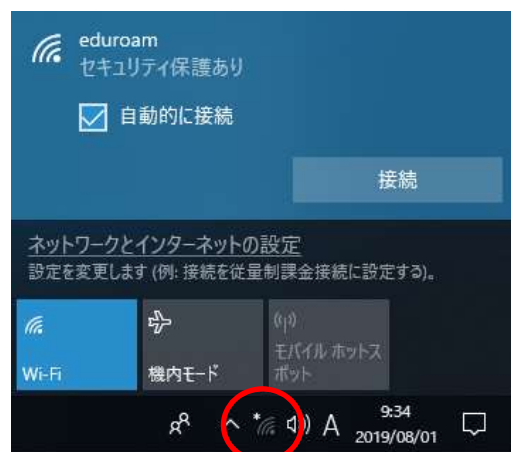 eduroam
セキュリティ保護あり
自動的に接続
接続
ネットワークとインターネットの設定
設定を変更します (例: 接続を従量制課金接続に設定する)。
Wi-Fi
機内モード
モバイル ホットス
ポット
A
9:34
2019/08/01